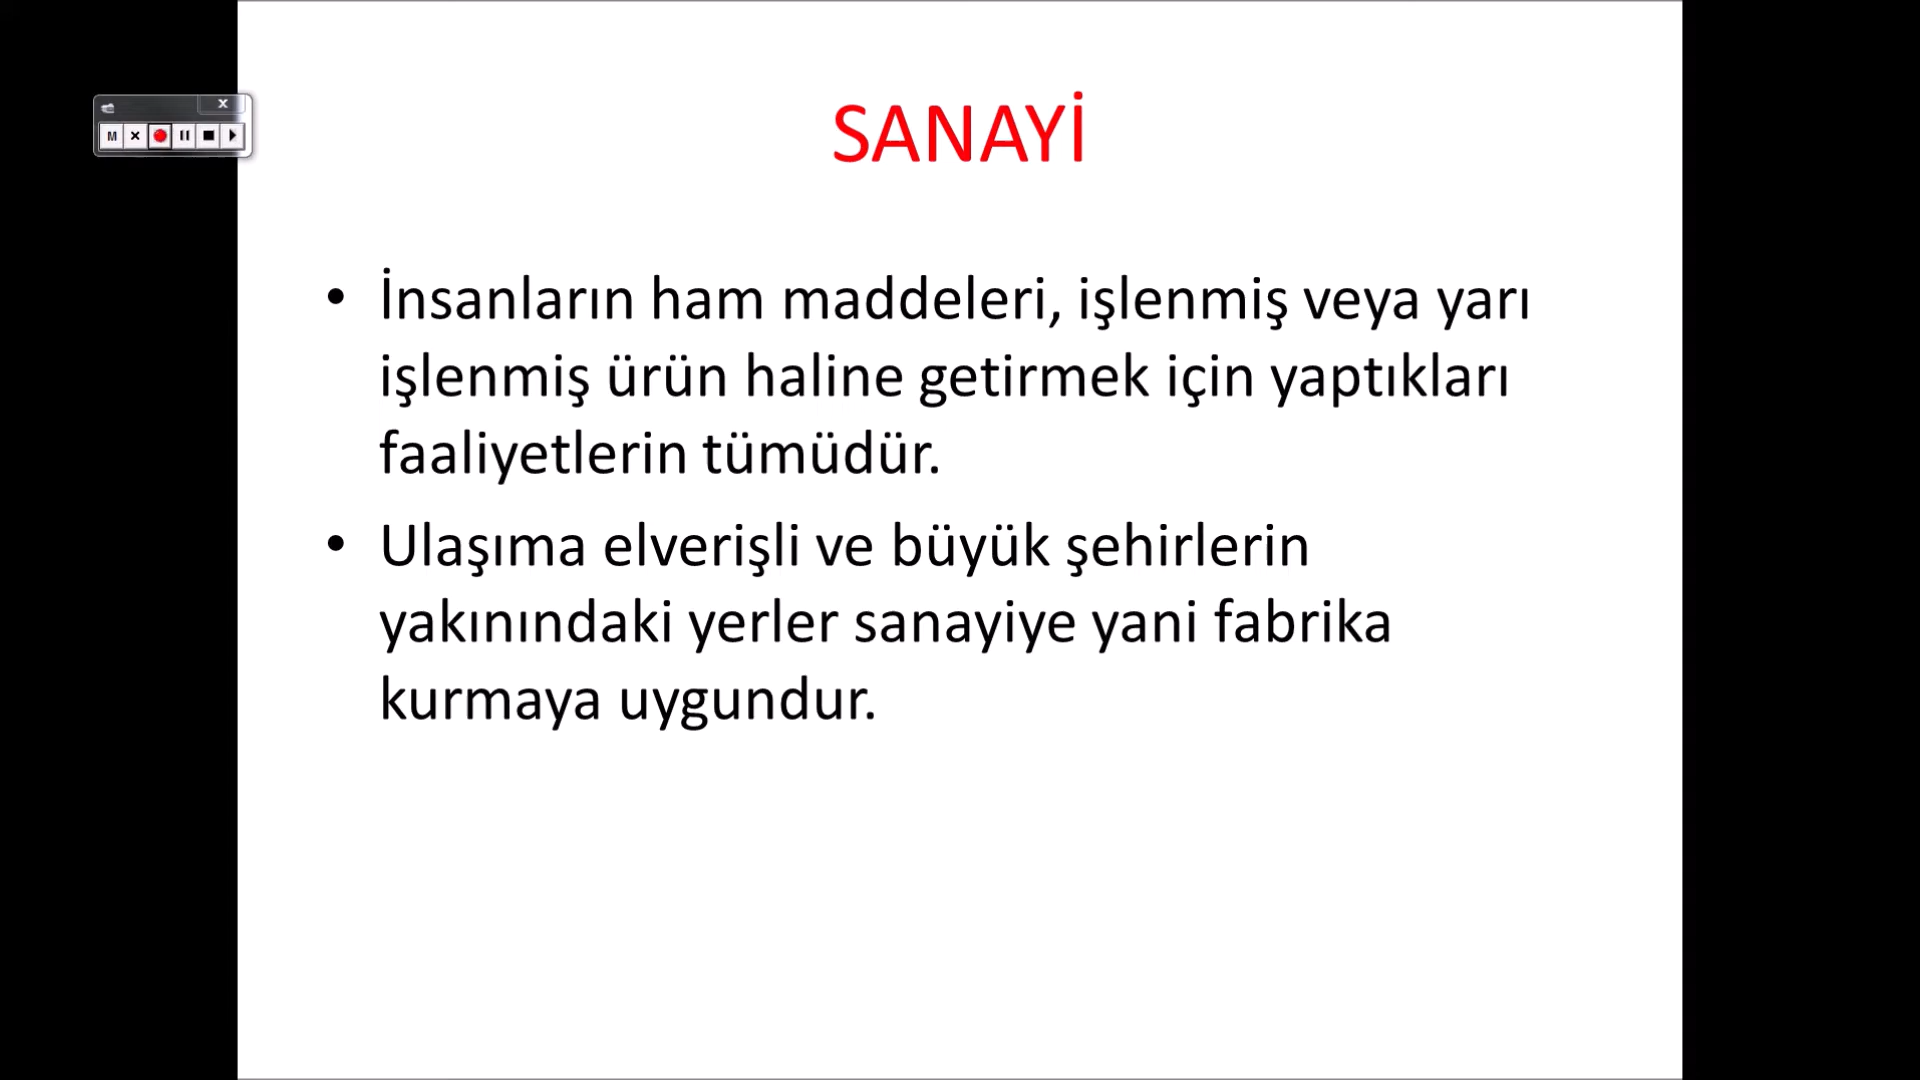 SANAYİ
• İnsanların ham maddeleri, işlenmiş veya yarı
işlenmiş ürün haline getirmek için yaptıkları
faaliyetlerin tümüdür.
• Ulaşıma elverişli ve büyük şehirlerin
yakınındaki yerler sanayiye yani fabrika
kurmaya uygundur.
M